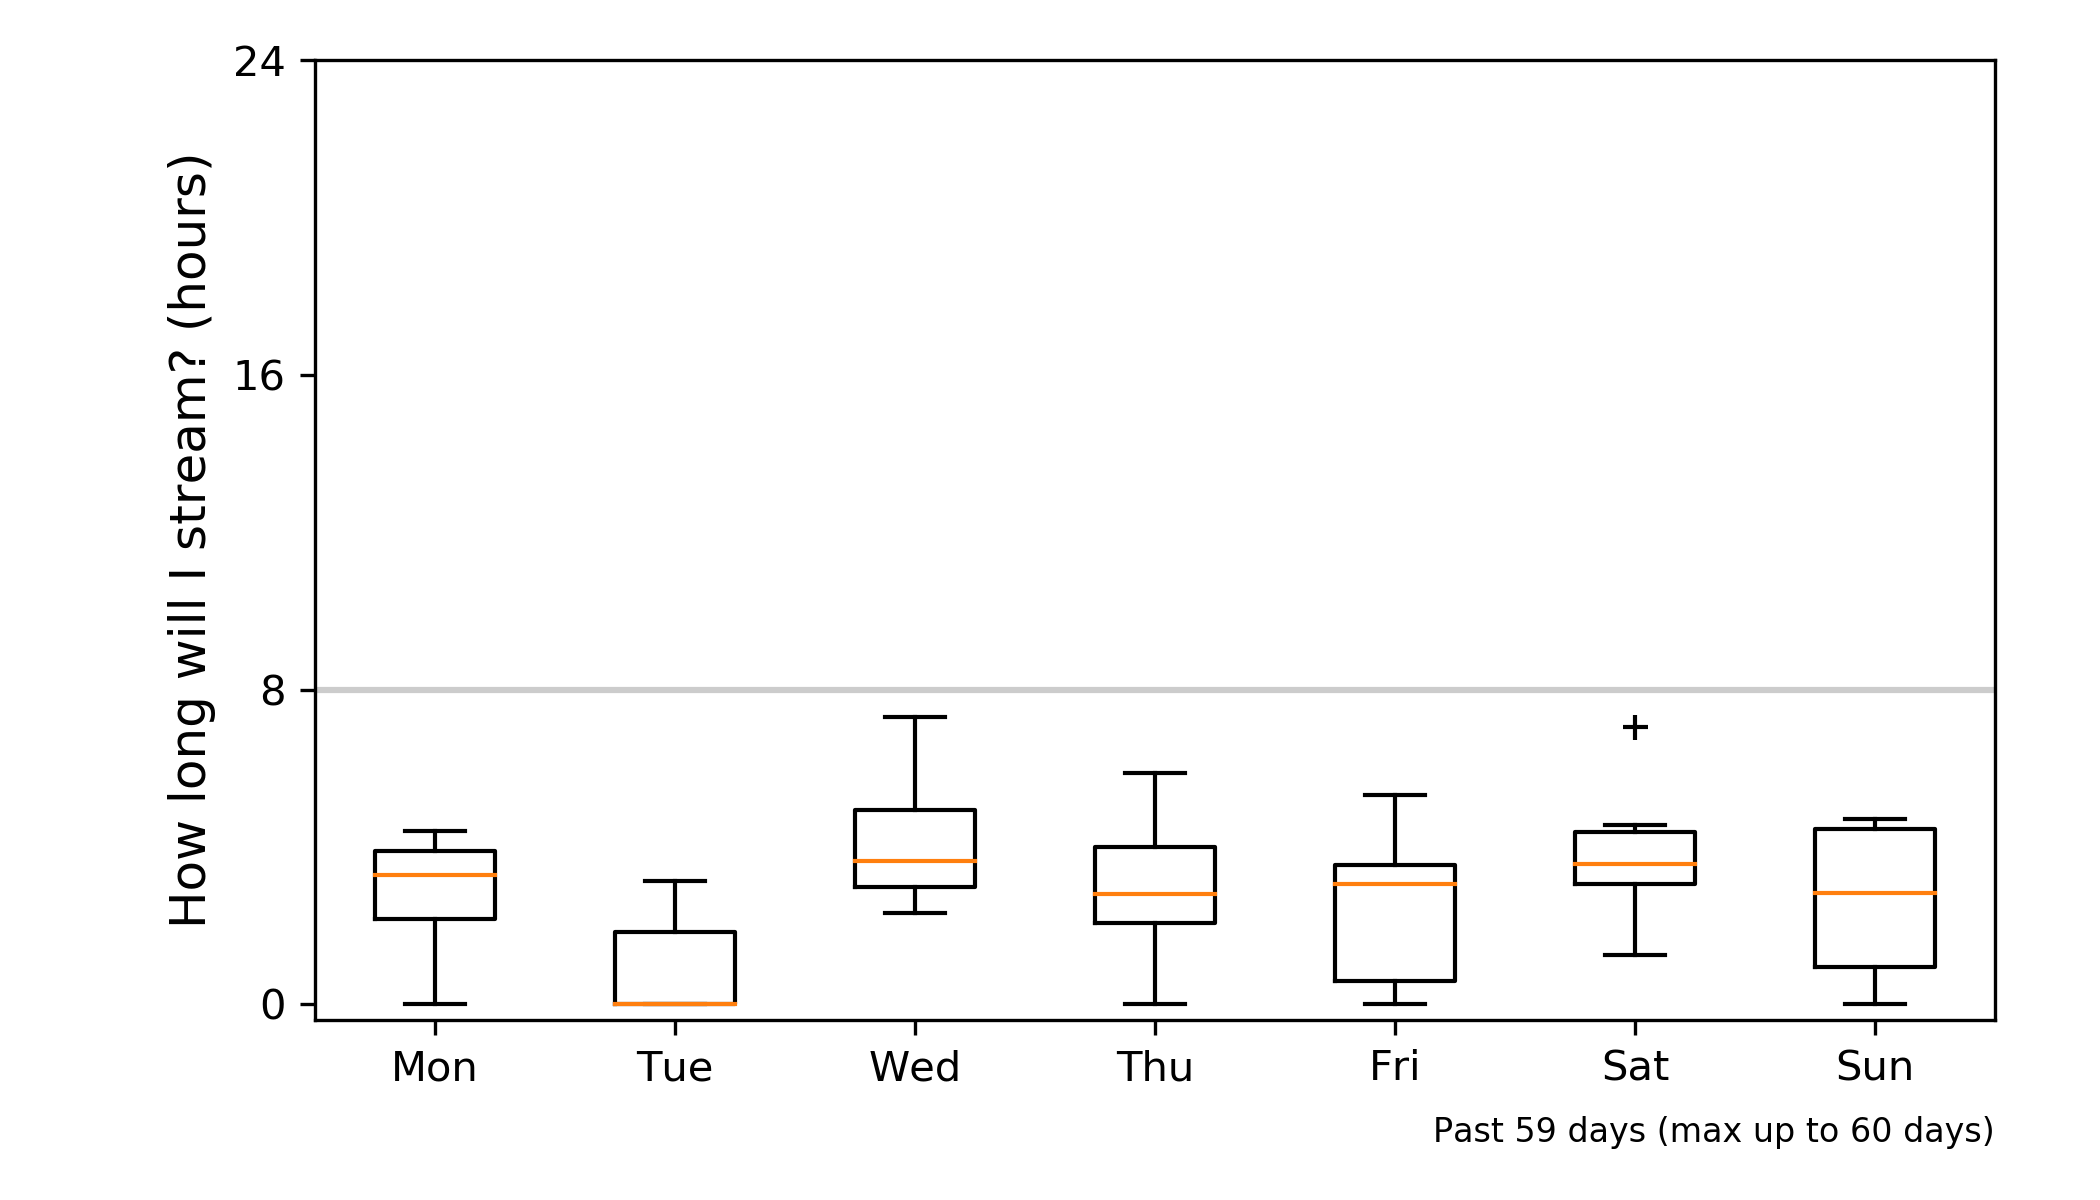 How long will I stream? (hours)
24
16
8
0
Mon Tue Wed Thu Fri Sat Sun
Past 59 days (max up to 60 days)